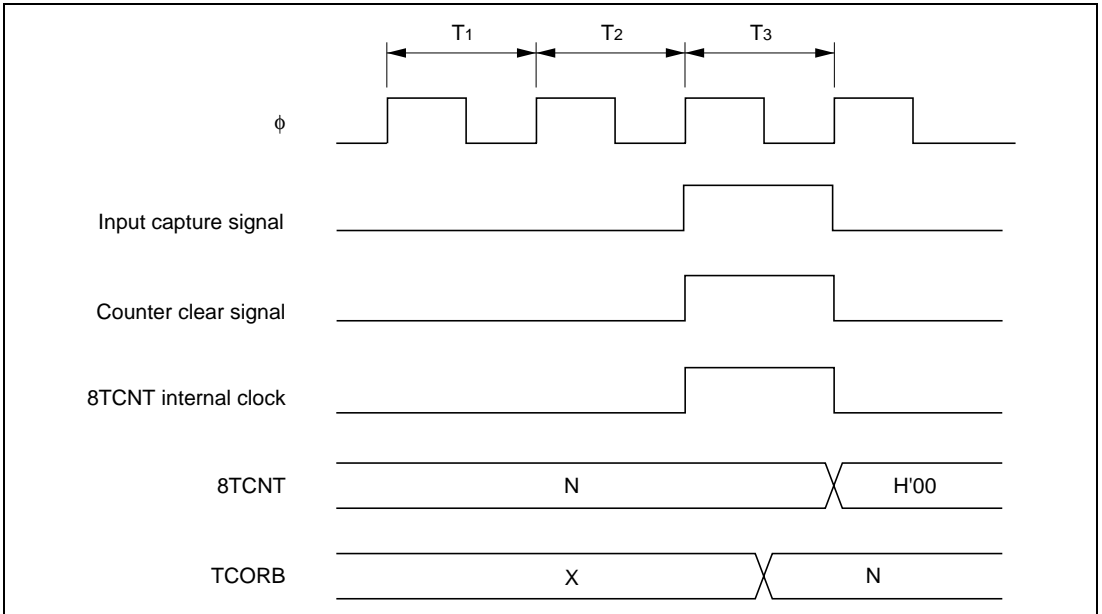 T1 T2 T3
φ
Input capture signal
Counter clear signal
8TCNT internal clock
8TCNT N H'00
TCORB X N